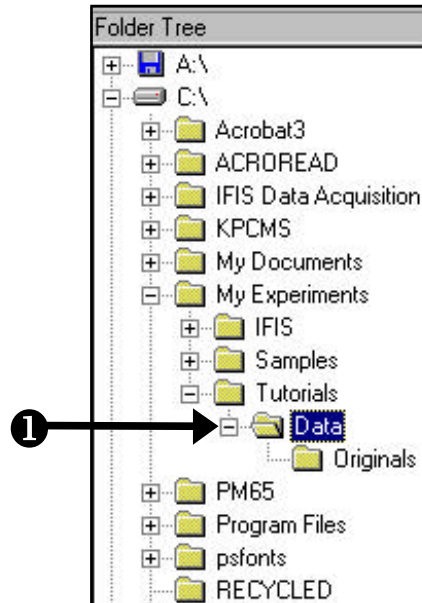 Folder Tree
A:\
C:\
Acrobat3
ACROREAD
IFIS Data Acquisition
KPCMS
My Documents
My Experiments
IFIS
Samples
Tutorials
1 Data
Originals
PM65
Program Files
psfonts
RECYCLED